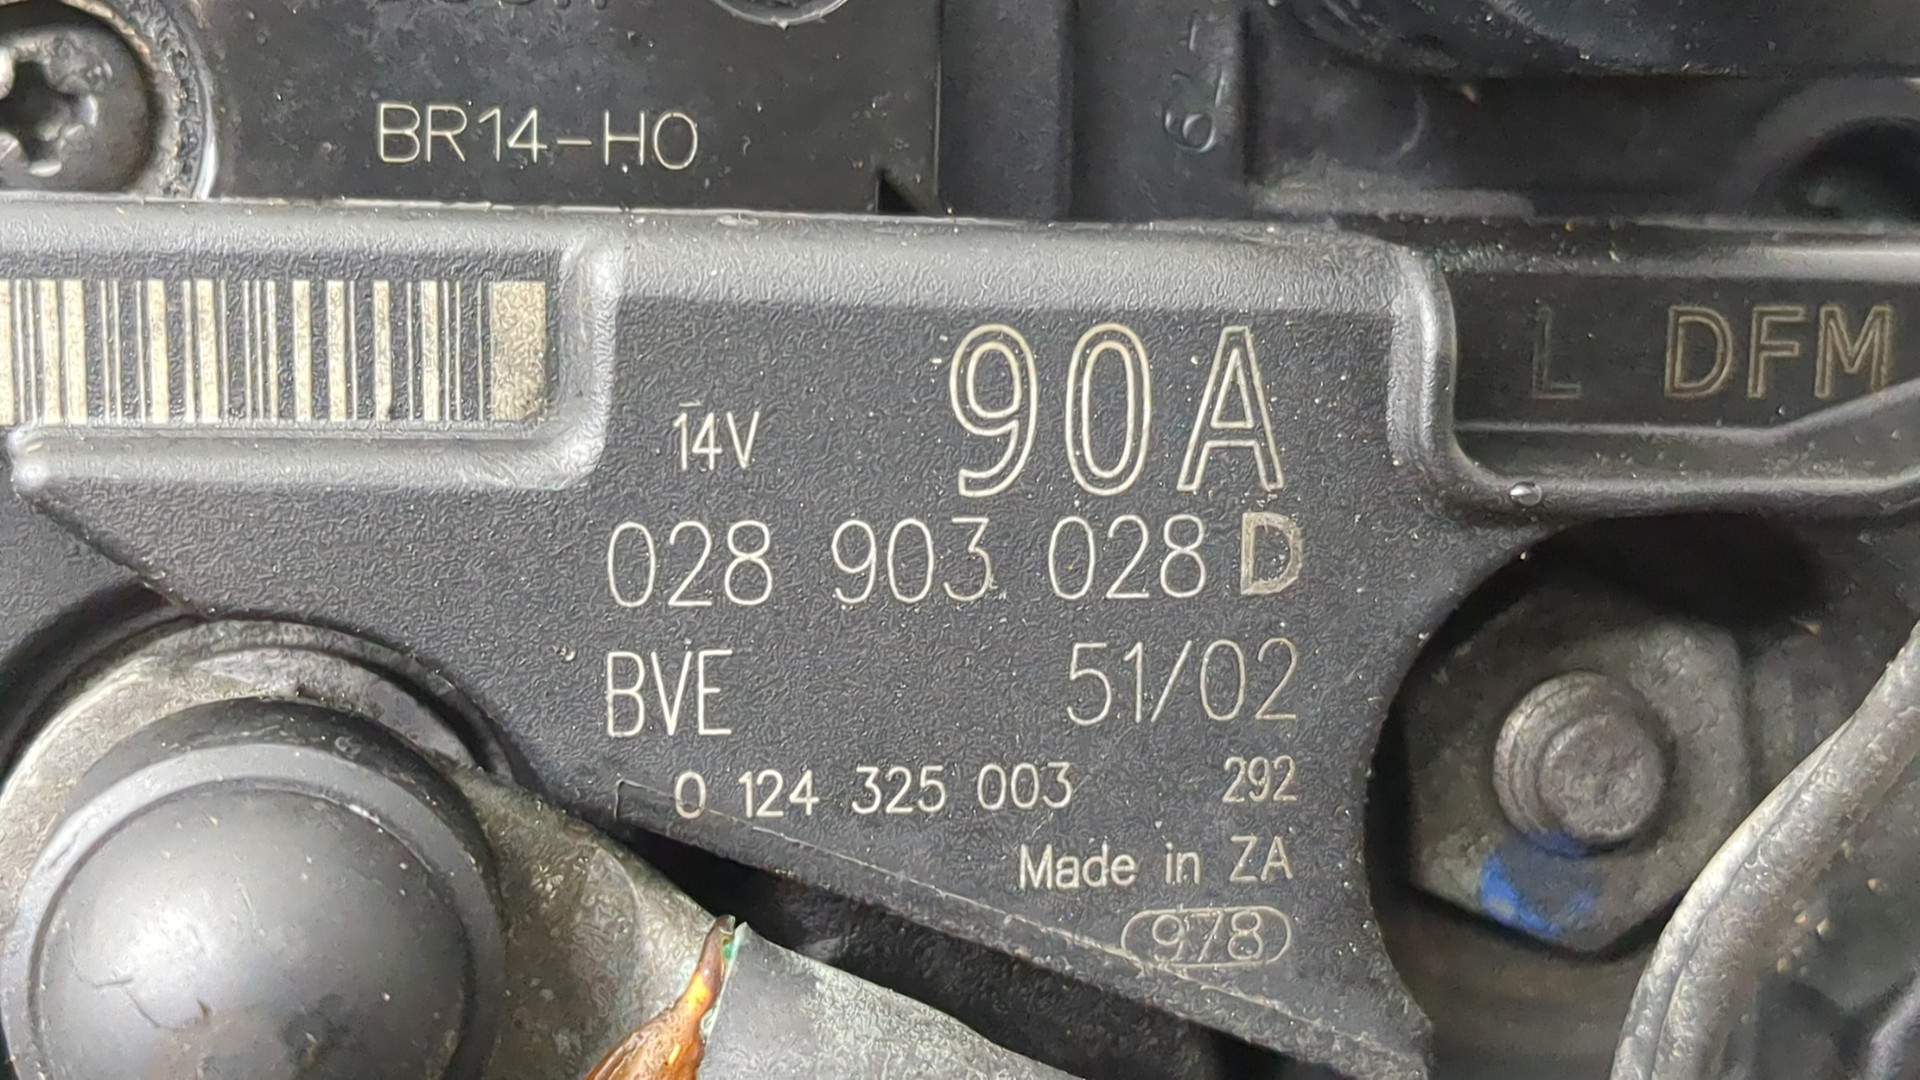 BR14-HO
64-
L DFM
14V 90A
028 903 028 D
BVE 51/02
0 124 325 003 292
Made in ZA
978